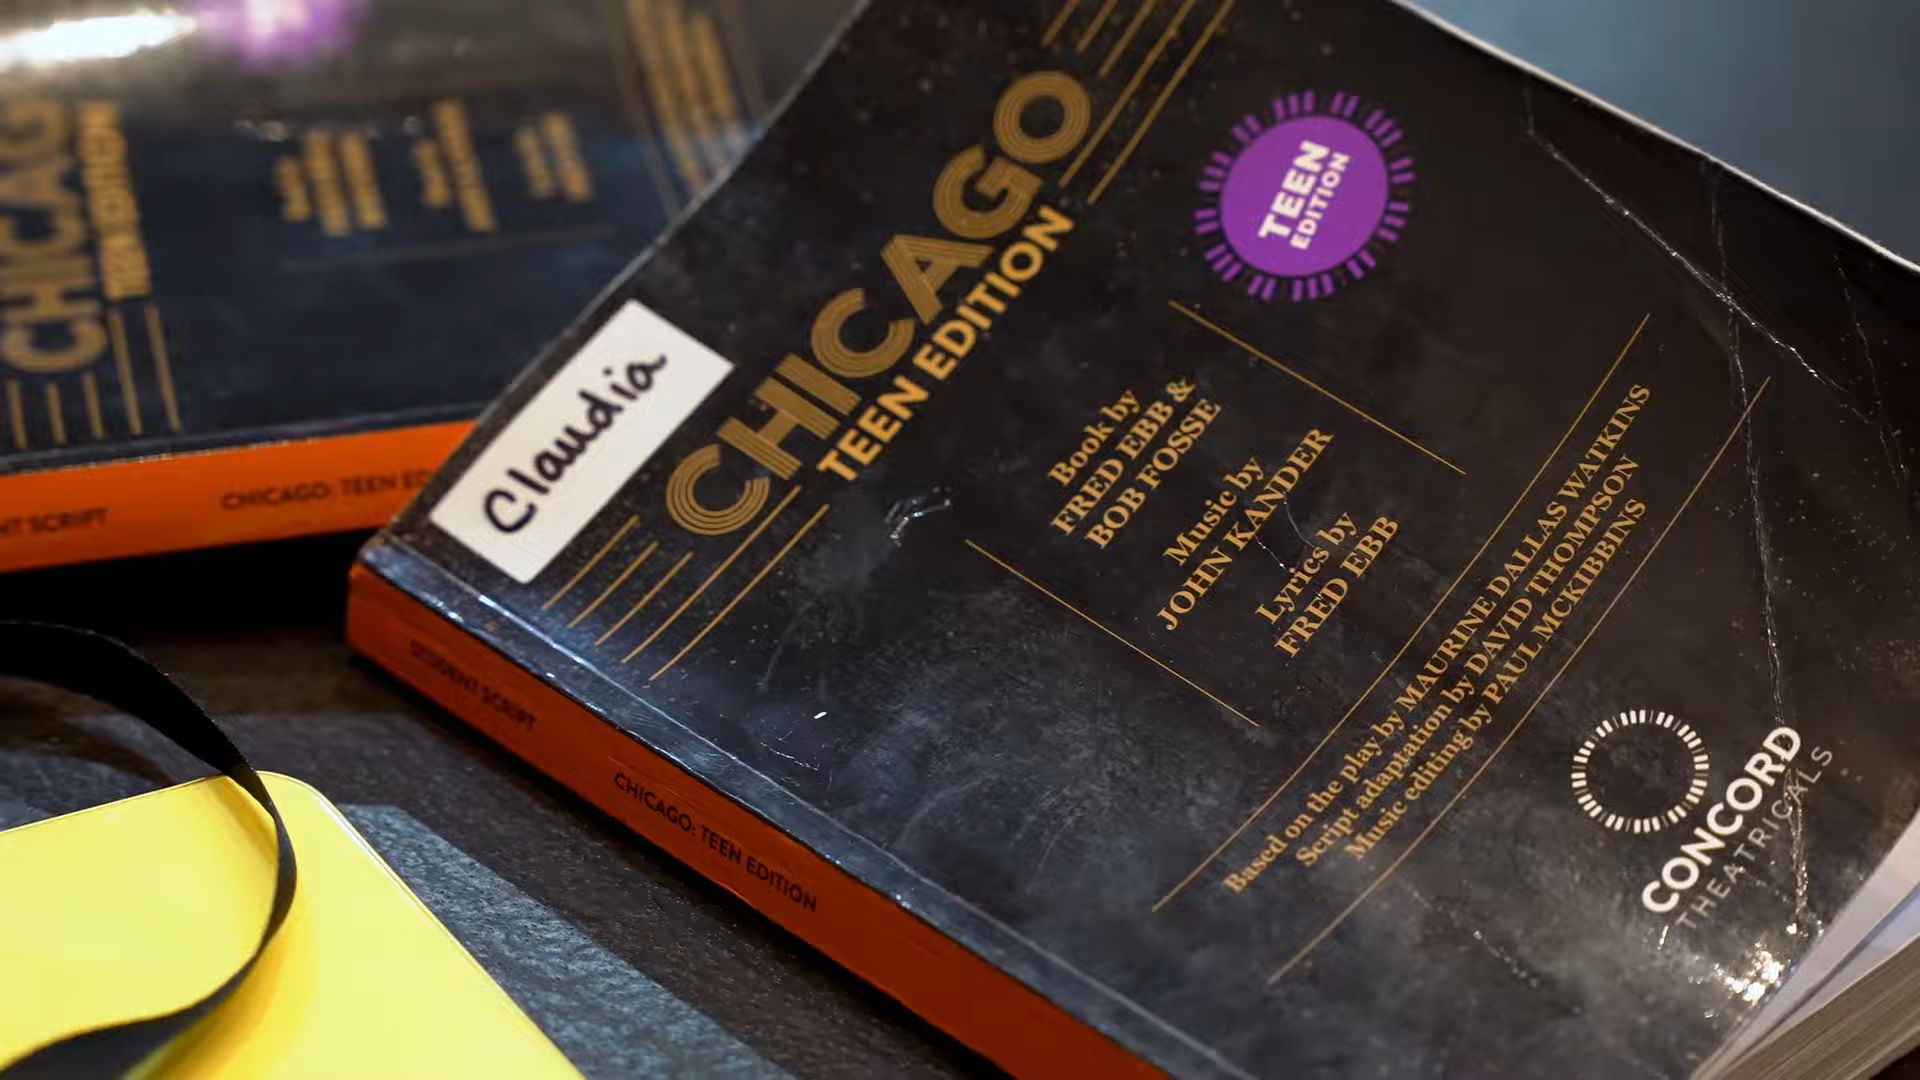 CHICAGO
TEEN EDITION
NT SCRIPT
CHICAGO: TEEN ED
Claudia
CHICAGO
TEEN EDITION
TEEN
EDITION
Book by
FRED EBB &
BOB FOSSE
Music by
JOHN KANDER
Lyrics by
FRED EBB
Based on the play by MAURINE DALLAS WATKINS
Script adaptation by DAVID THOMPSON
Music editing by PAUL MCKIBBINS
CONCORD
THEATRICALS
STUDENT SCRIPT
CHICAGO: TEEN EDITION